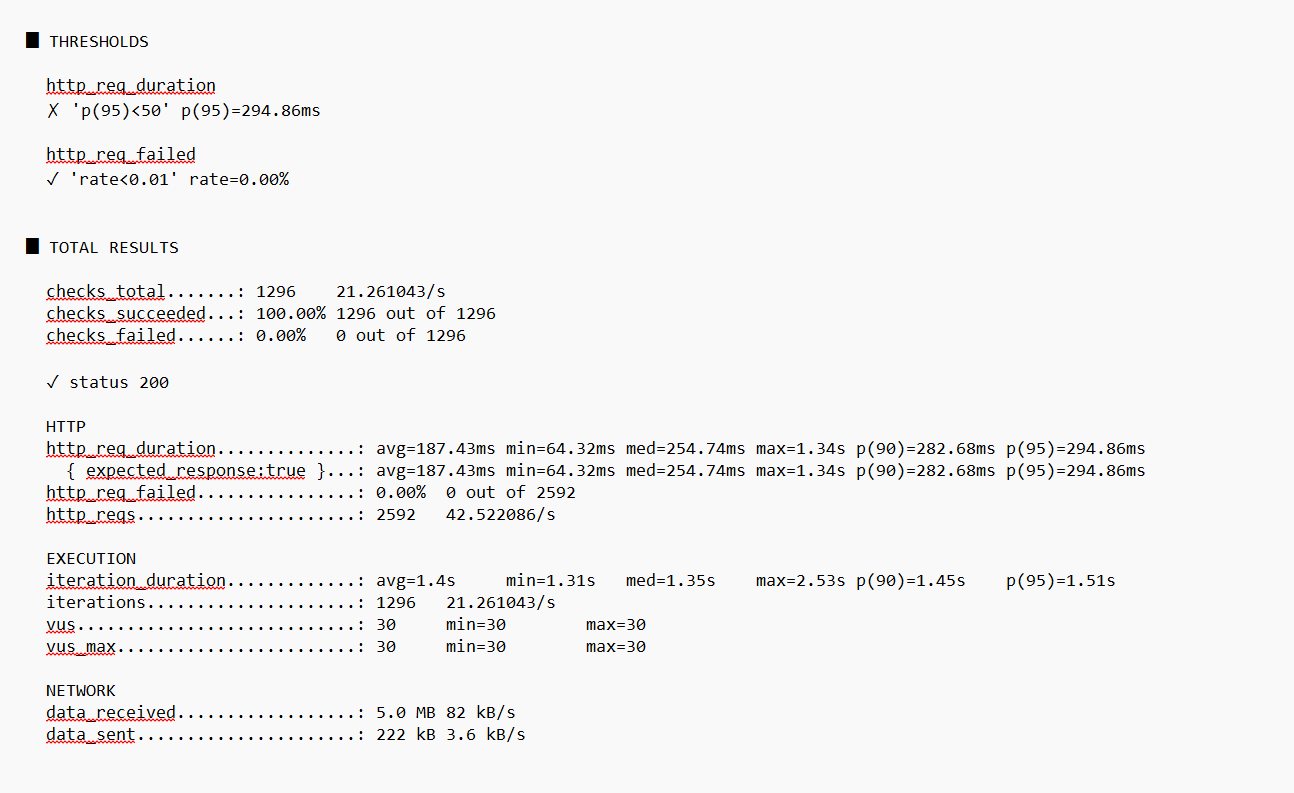 █ THRESHOLDS
http_req_duration
✗ 'p(95)<50' p(95)=294.86ms
http_req_failed
✓ 'rate<0.01' rate=0.00%
█ TOTAL RESULTS
checks_total.......: 1296    21.261043/s
checks_succeeded...: 100.00% 1296 out of 1296
checks_failed......: 0.00%   0 out of 1296
✓ status 200
HTTP
http_req_duration..............: avg=187.43ms min=64.32ms med=254.74ms max=1.34s p(90)=282.68ms p(95)=294.86ms
{ expected_response:true }...: avg=187.43ms min=64.32ms med=254.74ms max=1.34s p(90)=282.68ms p(95)=294.86ms
http_req_failed................: 0.00%  0 out of 2592
http_reqs......................: 2592   42.522086/s
EXECUTION
iteration_duration.............: avg=1.4s     min=1.31s   med=1.35s    max=2.53s p(90)=1.45s    p(95)=1.51s
iterations.....................: 1296   21.261043/s
vus............................: 30     min=30        max=30
vus_max........................: 30     min=30        max=30
NETWORK
data_received..................: 5.0 MB 82 kB/s
data_sent......................: 222 kB 3.6 kB/s